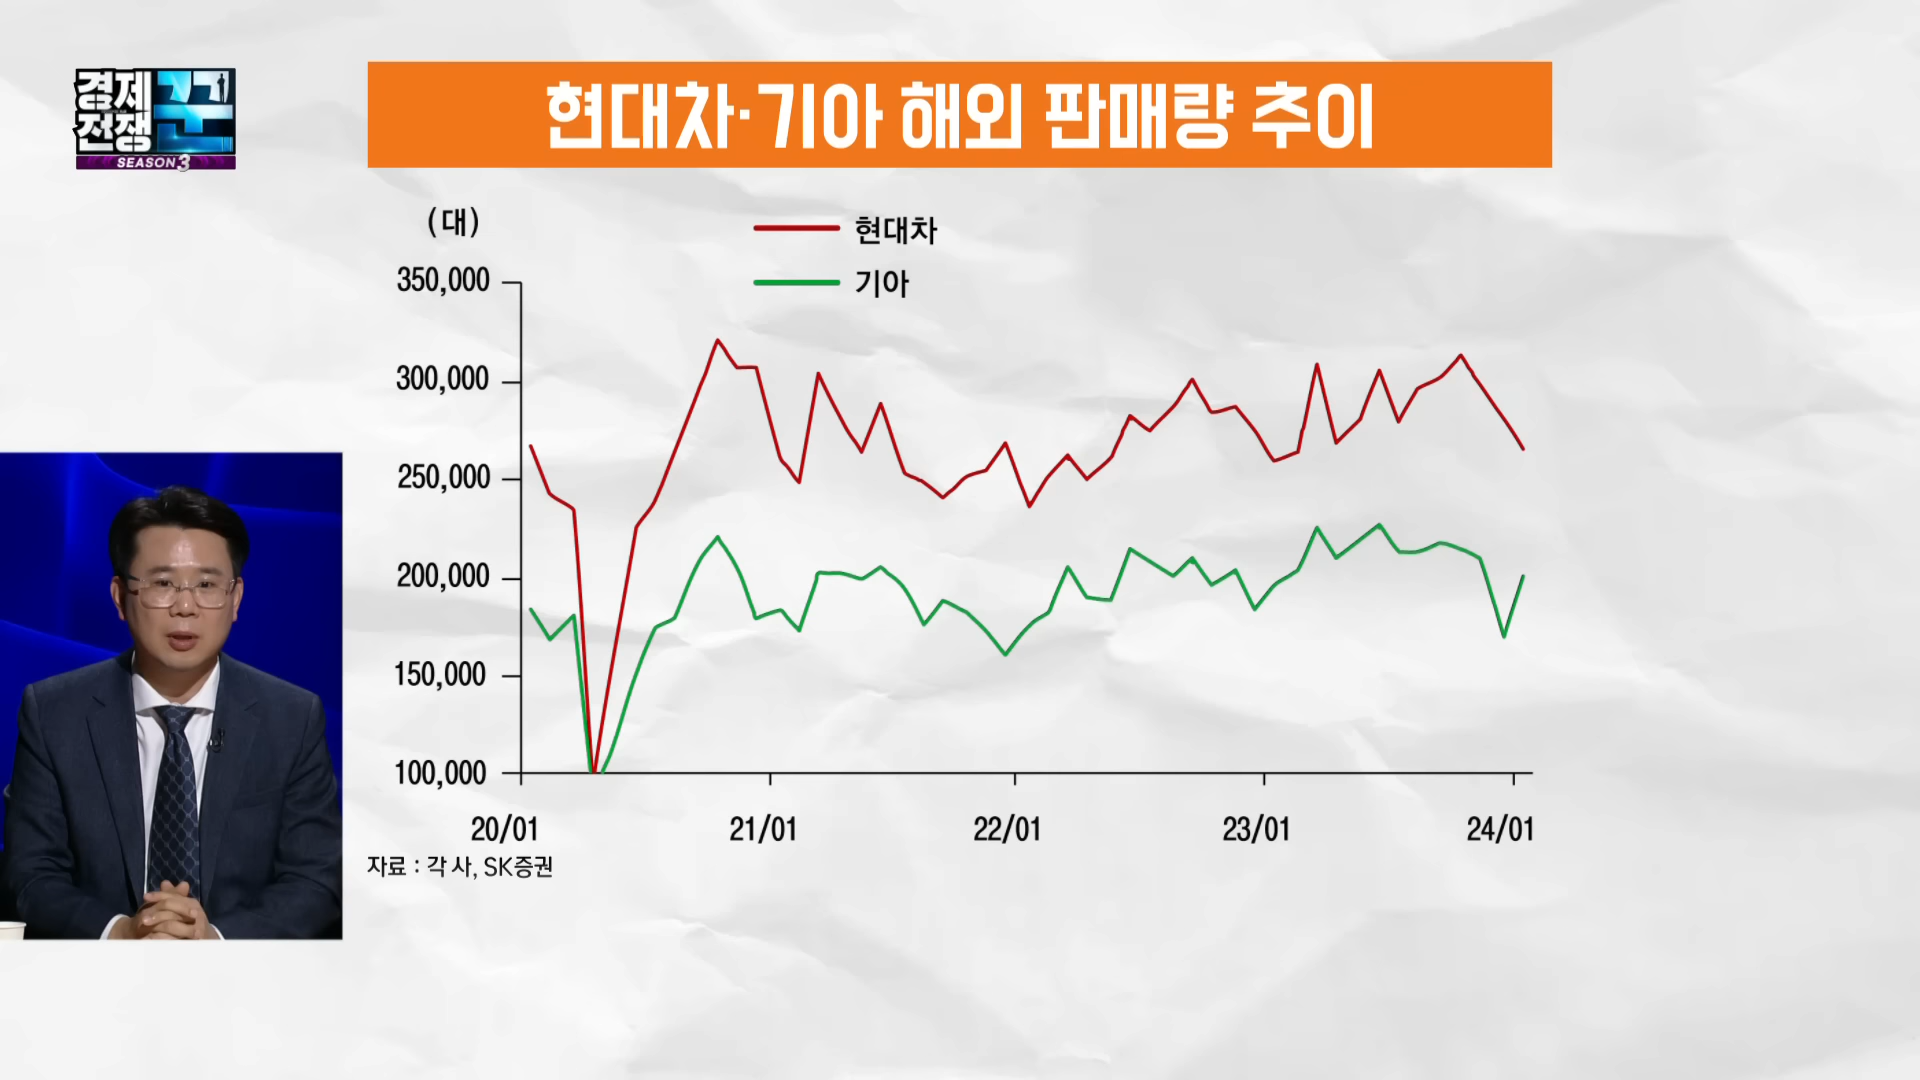 경제
전쟁
꾼
SEASON3
현대차·기아 해외 판매량 추이
(대)
현대차
기아
350,000
300,000
250,000
200,000
150,000
100,000
20/01 21/01 22/01 23/01 24/01
자료 : 각 사, SK증권